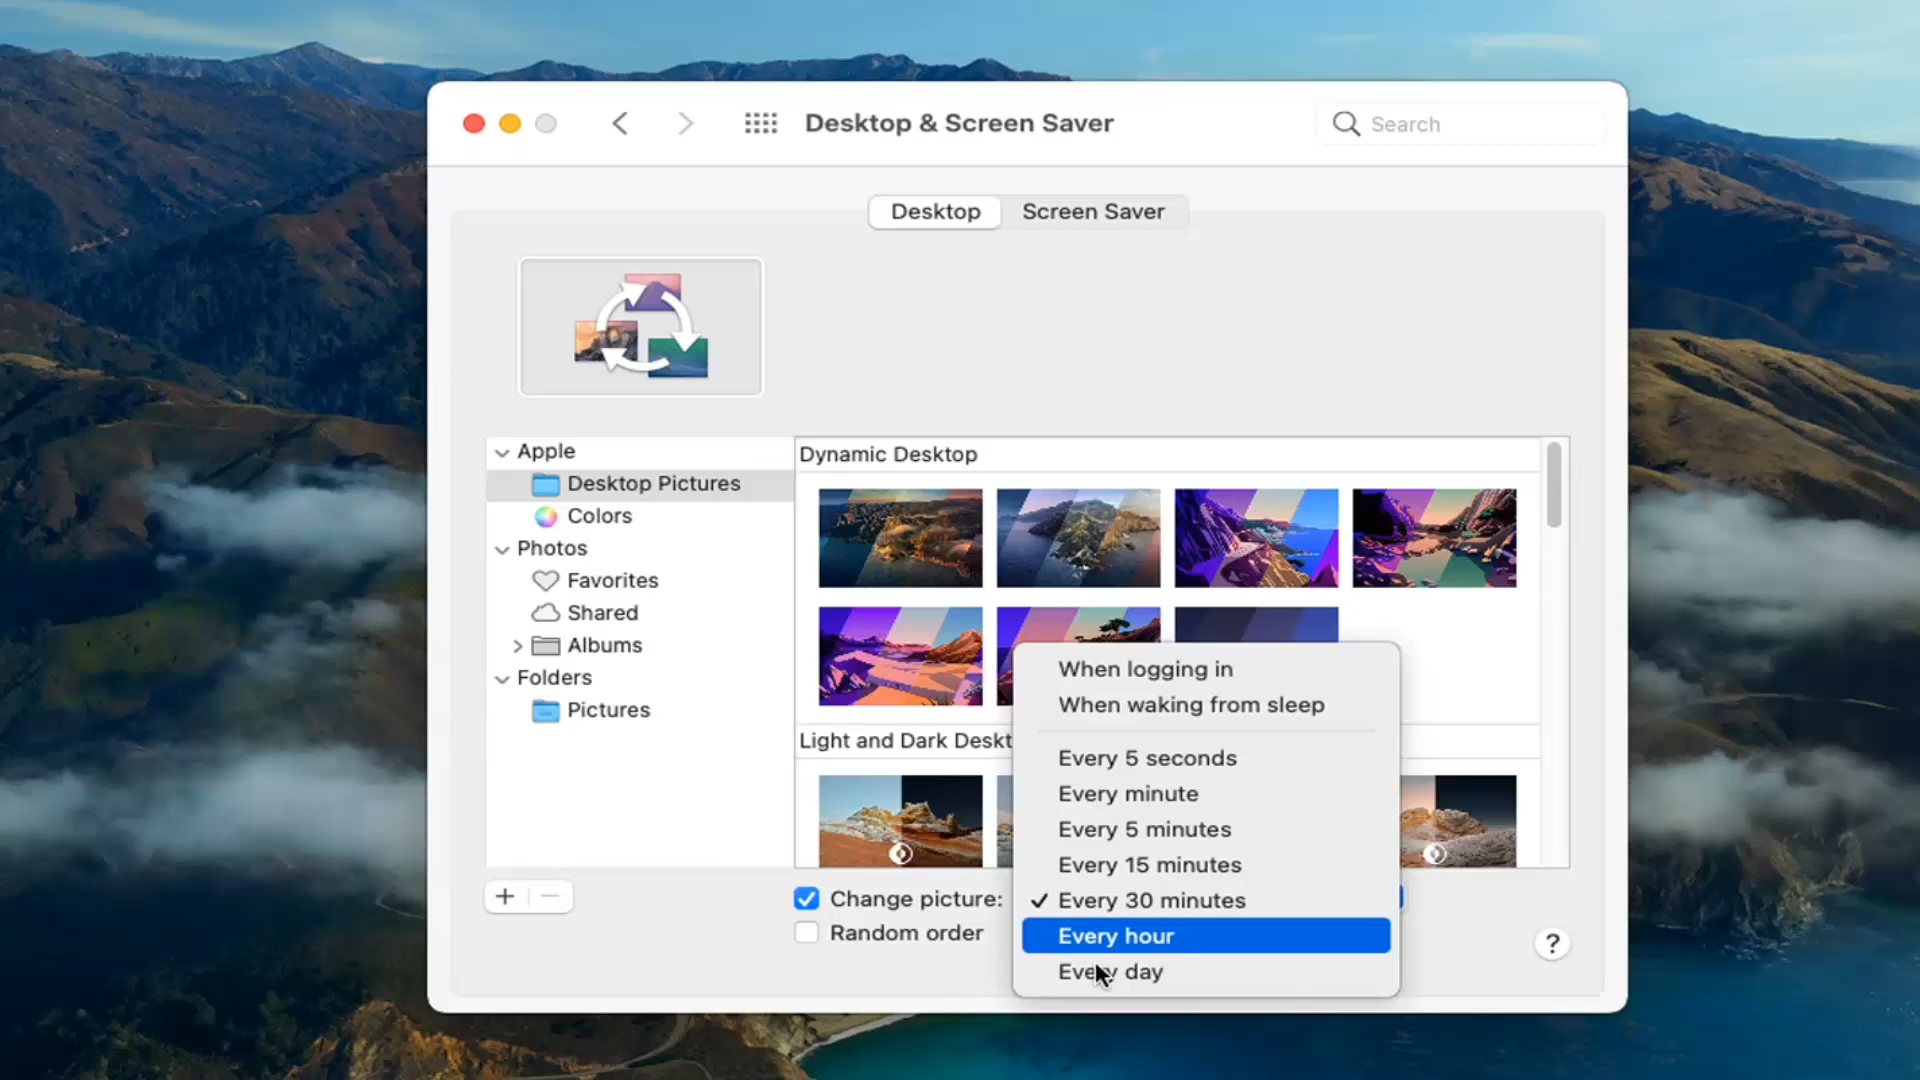 Desktop & Screen Saver
Search
Desktop
Screen Saver
Apple
Desktop Pictures
Colors
Photos
Favorites
Shared
Albums
Folders
Pictures
Dynamic Desktop
Light and Dark Deskt
When logging in
When waking from sleep
Every 5 seconds
Every minute
Every 5 minutes
Every 15 minutes
Every 30 minutes
Every hour
Every day
Change picture:
Random order
?